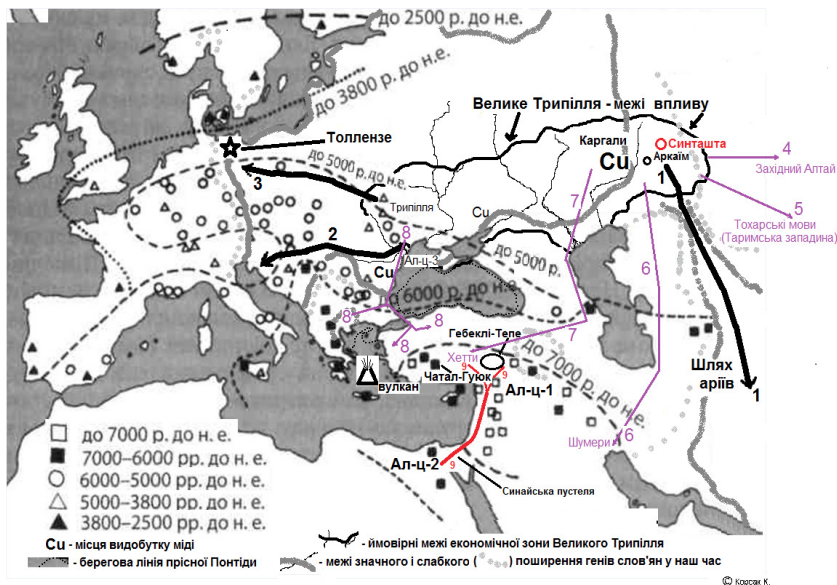 до 2500 р. до н.е.
до 3800 р. до н.е.
Велике Трипілля - межі впливу
Толлензе
Каргали
Cu
Синташта
Аркаїм
1
4
Західний Алтай
до 5000 р. до н.е.
3
Трипілля
7
5
Тохарські мови
(Таримська западина)
Cu
2
8
Ал-ц-3
Cu
до 5000 р.
6
6000 р. до н.е.
8
8
8
Гебеклі-Тепе
7
Хетти
до 7000 р. до н.е.
вулкан
Чатал-Гуюк
9
9
Ал-ц-1
Шлях
аріїв
1
Шумери
6
Ал-ц-2
9
Синайська пустеля
до 7000 р. до н. е.
7000–6000 рр. до н. е.
6000–5000 рр. до н. е.
5000–3800 рр. до н. е.
3800–2500 рр. до н. е.
Cu - місця видобутку міді
- берегова лінія прісної Понтіди
- ймовірні межі економічної зони Великого Трипілля
- межі значного і слабкого ( ) поширення генів слов'ян у наш час
© Корсак К.